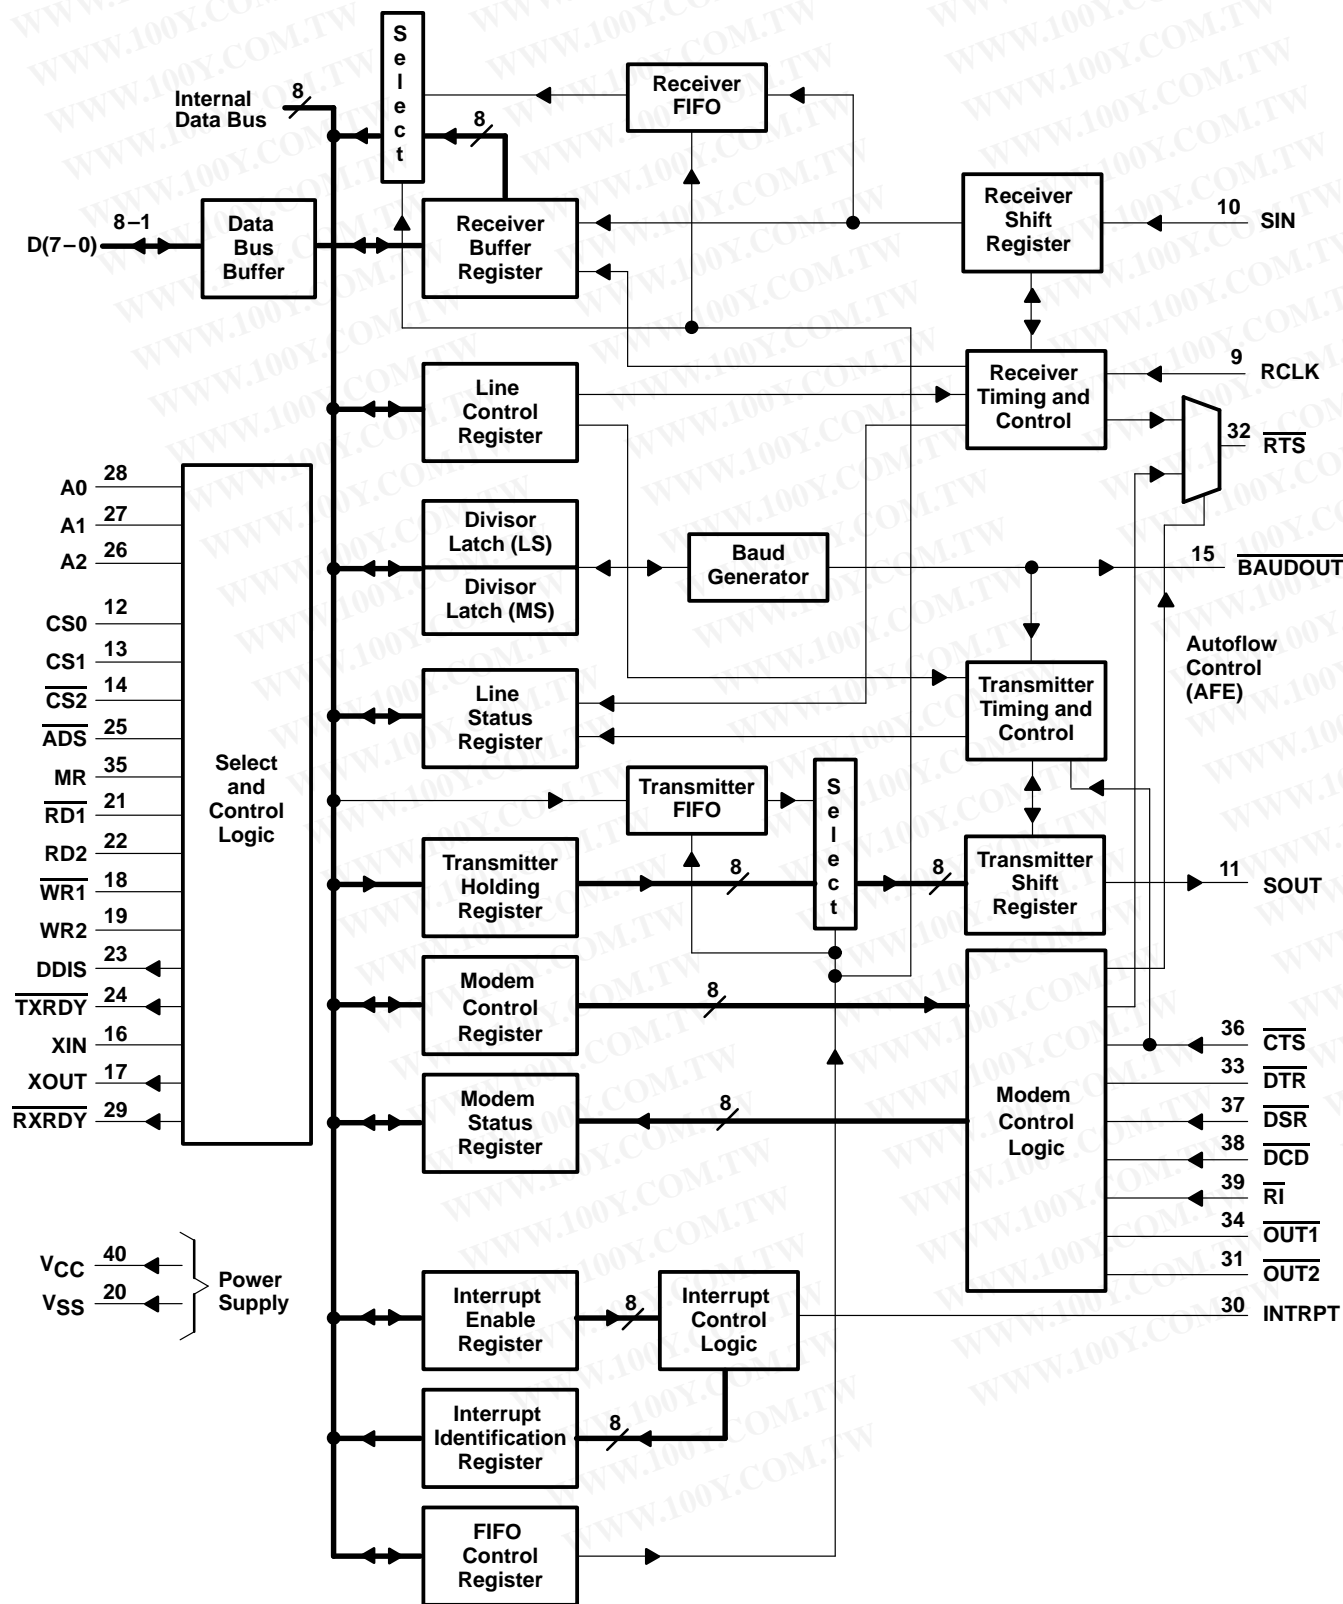 Select
8
Internal
Data Bus
Receiver
FIFO
8
8−1
D(7−0)
Data
Bus
Buffer
Receiver
Buffer
Register
Receiver
Shift
Register
10
SIN
Line
Control
Register
Receiver
Timing and
Control
9
RCLK
32
RTS
28
A0
27
A1
26
A2
12
CS0
13
CS1
14
CS2
25
ADS
35
MR
21
RD1
22
RD2
18
WR1
19
WR2
23
DDIS
24
TXRDY
16
XIN
17
XOUT
29
RXRDY
Select
and
Control
Logic
Divisor
Latch (LS)
Divisor
Latch (MS)
Baud
Generator
15
BAUDOUT
Autoflow
Control
(AFE)
Line
Status
Register
Transmitter
Timing and
Control
Transmitter
FIFO
Select
Transmitter
Holding
Register
8
8
Transmitter
Shift
Register
11
SOUT
Modem
Control
Register
8
Modem
Status
Register
8
Modem
Control
Logic
36
CTS
33
DTR
37
DSR
38
DCD
39
RI
34
OUT1
31
OUT2
30
INTRPT
VCC
40
VSS
20
Power
Supply
Interrupt
Enable
Register
8
Interrupt
Control
Logic
Interrupt
Identification
Register
8
FIFO
Control
Register
WWW.100Y.COM.TW